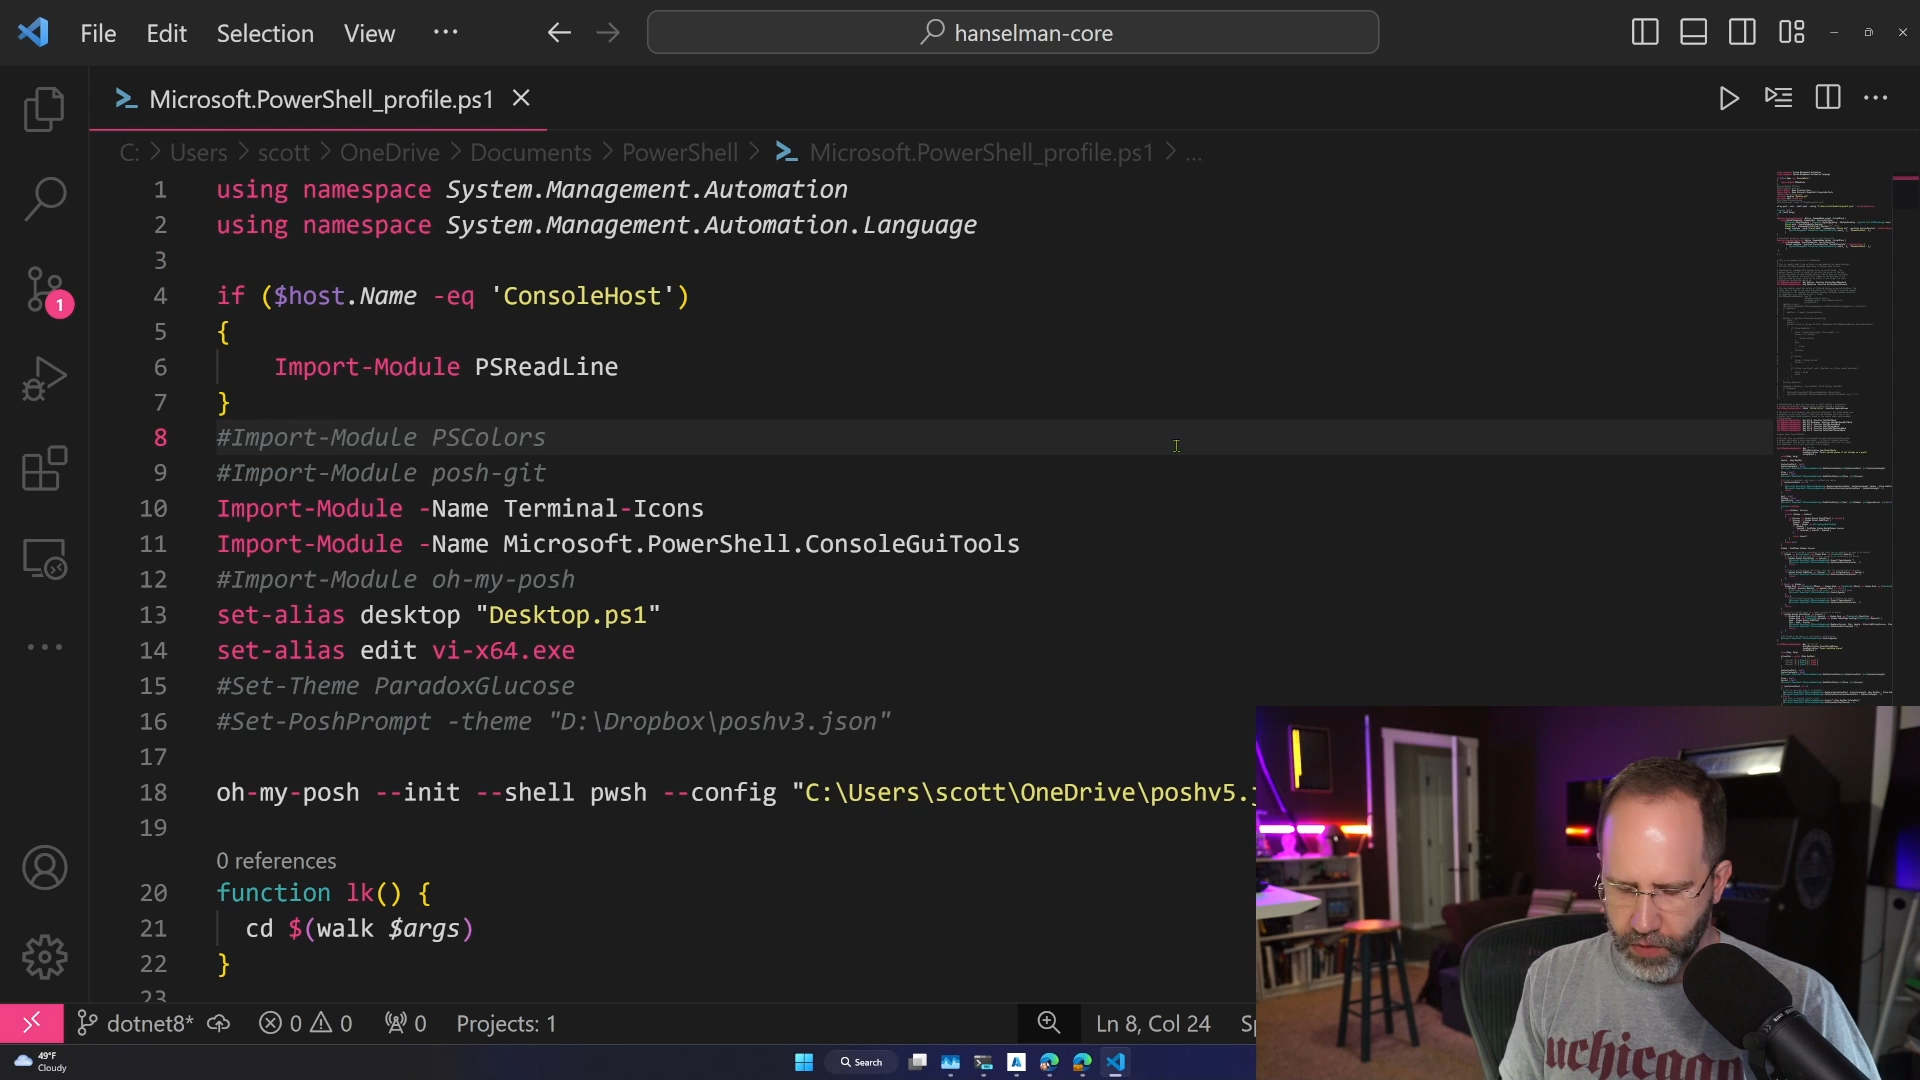 File Edit Selection View ··· hanselman-core
Microsoft.PowerShell_profile.ps1
C: > Users > scott > OneDrive > Documents > PowerShell > Microsoft.PowerShell_profile.ps1 > ...
1 using namespace System.Management.Automation
2 using namespace System.Management.Automation.Language
3
4 if ($host.Name -eq 'ConsoleHost')
5 {
6 Import-Module PSReadLine
7 }
8 #Import-Module PSColors
9 #Import-Module posh-git
10 Import-Module -Name Terminal-Icons
11 Import-Module -Name Microsoft.PowerShell.ConsoleGuiTools
12 #Import-Module oh-my-posh
13 set-alias desktop "Desktop.ps1"
14 set-alias edit vi-x64.exe
15 #Set-Theme ParadoxGlucose
16 #Set-PoshPrompt -theme "D:\Dropbox\poshv3.json"
17
18 oh-my-posh --init --shell pwsh --config "C:\Users\scott\OneDrive\poshv5.j
19
0 references
20 function lk() {
21 cd $(walk $args)
22 }
23
1
dotnet8* 0 0 0 Projects: 1 Ln 8, Col 24 Sp
49°F
Cloudy
Search
uchicago